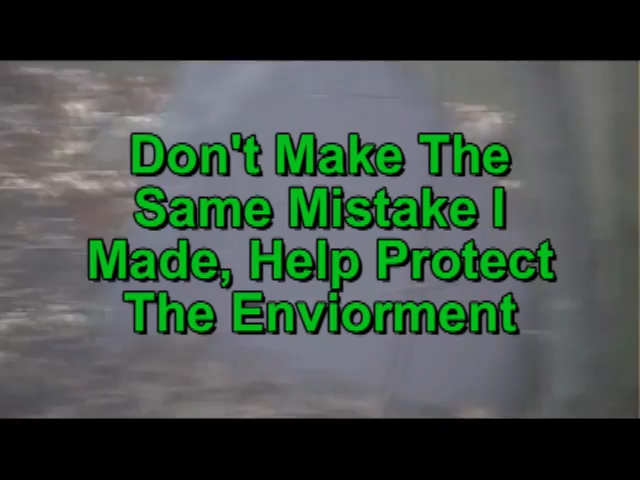 Don't Make The
Same Mistake I
Made, Help Protect
The Enviorment